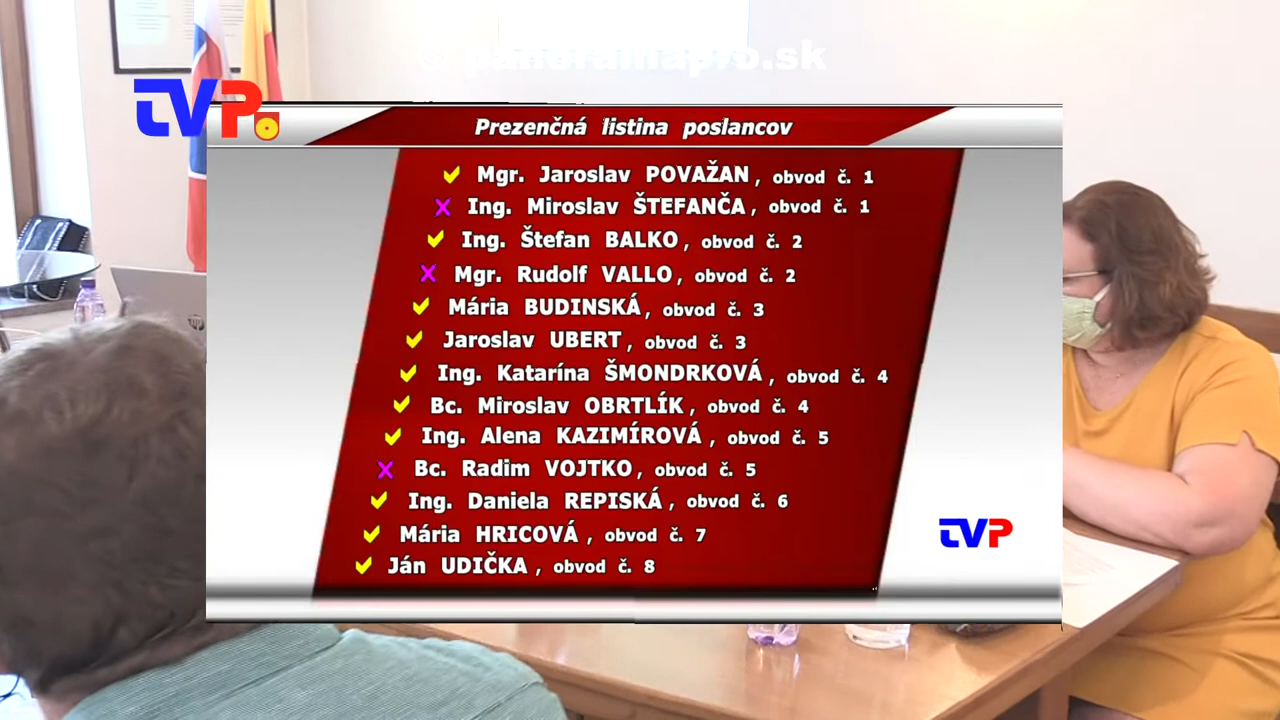 © panoramapro.sk
TVP
Prezenčná listina poslancov
Mgr. Jaroslav POVAŽAN, obvod č. 1
Ing. Miroslav ŠTEFANČA, obvod č. 1
Ing. Štefan BALKO, obvod č. 2
Mgr. Rudolf VALLO, obvod č. 2
Mária BUDINSKÁ, obvod č. 3
Jaroslav UBERT, obvod č. 3
Ing. Katarína ŠMONDRKOVÁ, obvod č. 4
Bc. Miroslav OBRTLÍK, obvod č. 4
Ing. Alena KAZIMÍROVÁ, obvod č. 5
Bc. Radim VOJTKO, obvod č. 5
Ing. Daniela REPISKÁ, obvod č. 6
Mária HRICOVÁ, obvod č. 7
Ján UDIČKA, obvod č. 8
TVP
hp